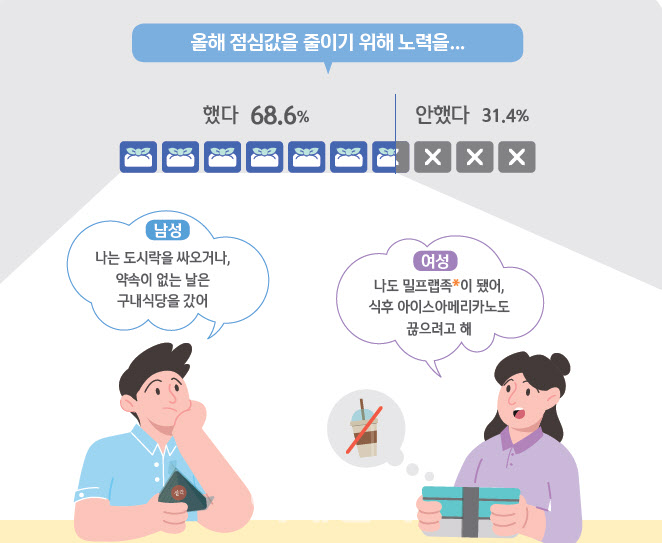 올해 점심값을 줄이기 위해 노력을...
했다 68.6%
안했다 31.4%
남성
나는 도시락을 싸오거나,
약속이 없는 날은
구내식당을 갔어
여성
나도 밀프랩족*이 됐어,
식후 아이스아메리카노도
끊으려고 해